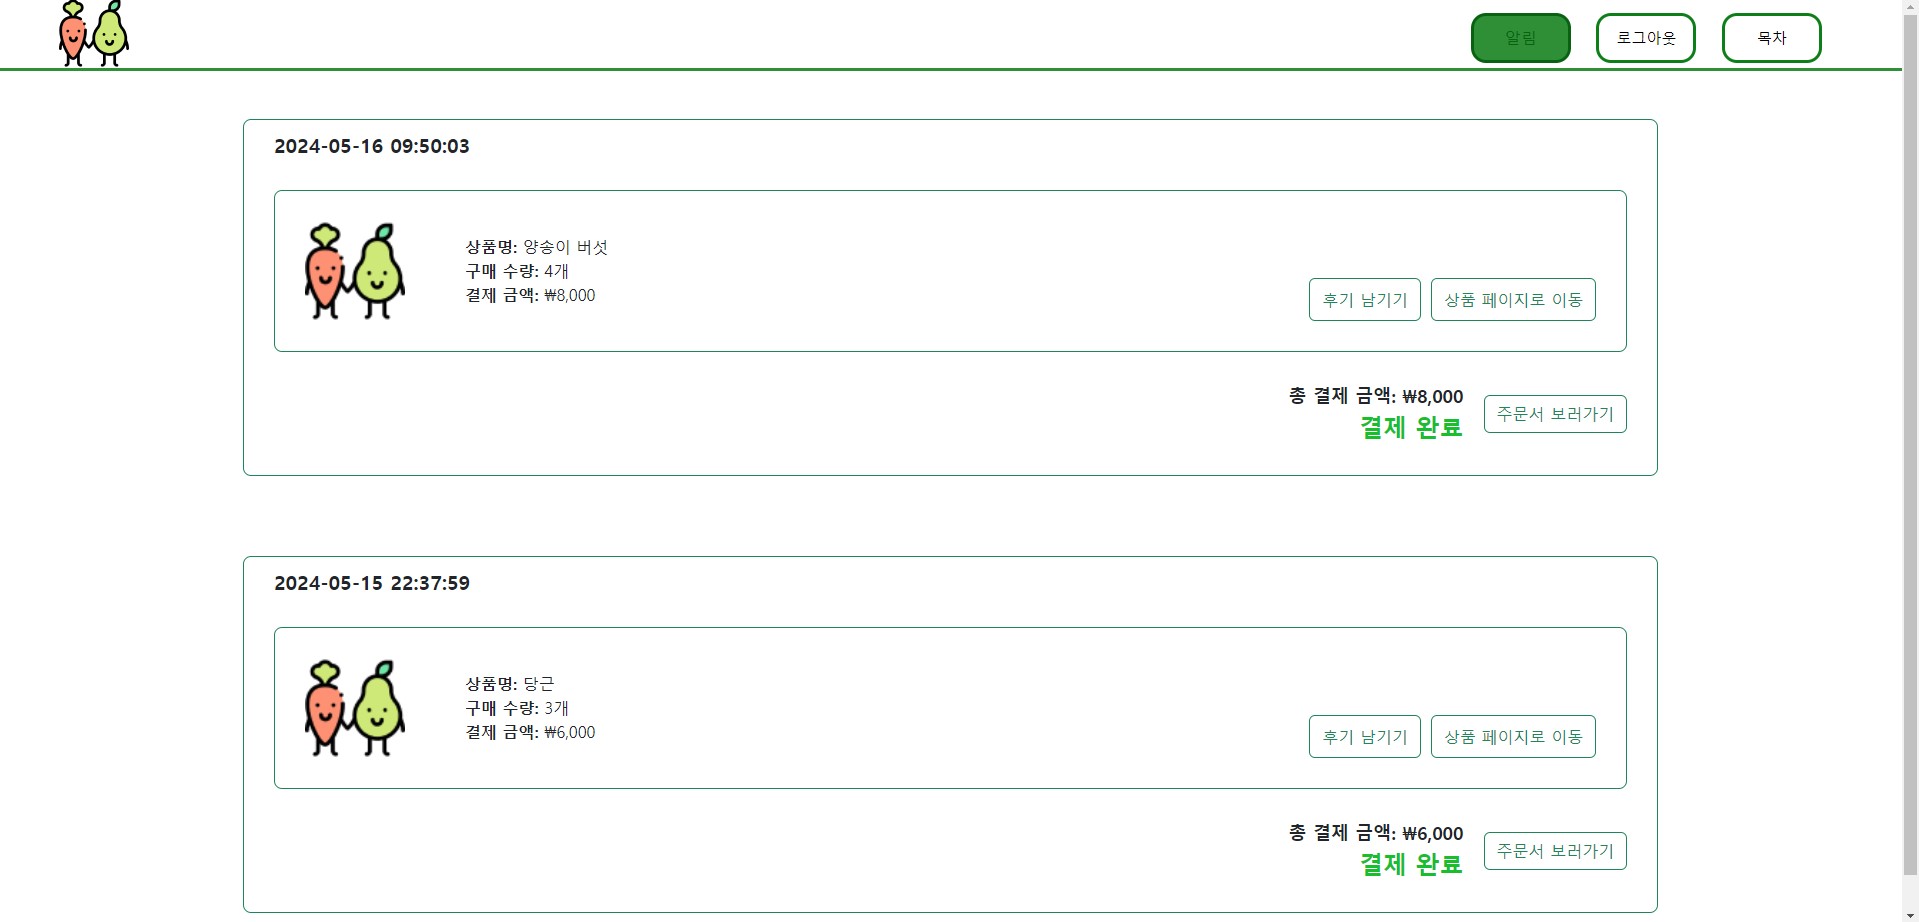 알림
로그아웃
목차
2024-05-16 09:50:03
상품명: 양송이 버섯
구매 수량: 4개
결제 금액: ₩8,000
후기 남기기
상품 페이지로 이동
총 결제 금액: ₩8,000
결제 완료
주문서 보러가기
2024-05-15 22:37:59
상품명: 당근
구매 수량: 3개
결제 금액: ₩6,000
후기 남기기
상품 페이지로 이동
총 결제 금액: ₩6,000
결제 완료
주문서 보러가기